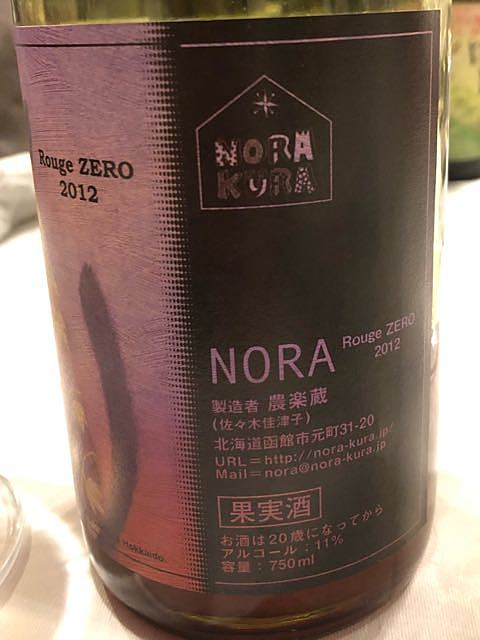 Rouge ZERO
2012
Hokkaido.
NORA
KURA
NORA Rouge ZERO
2012
製造者 農楽蔵
(佐々木佳津子)
北海道函館市元町31-20
URL=http://nora-kura.jp/
Mail=nora@nora-kura.jp
果実酒
お酒は20歳になってから
アルコール:11%
容量:750ml